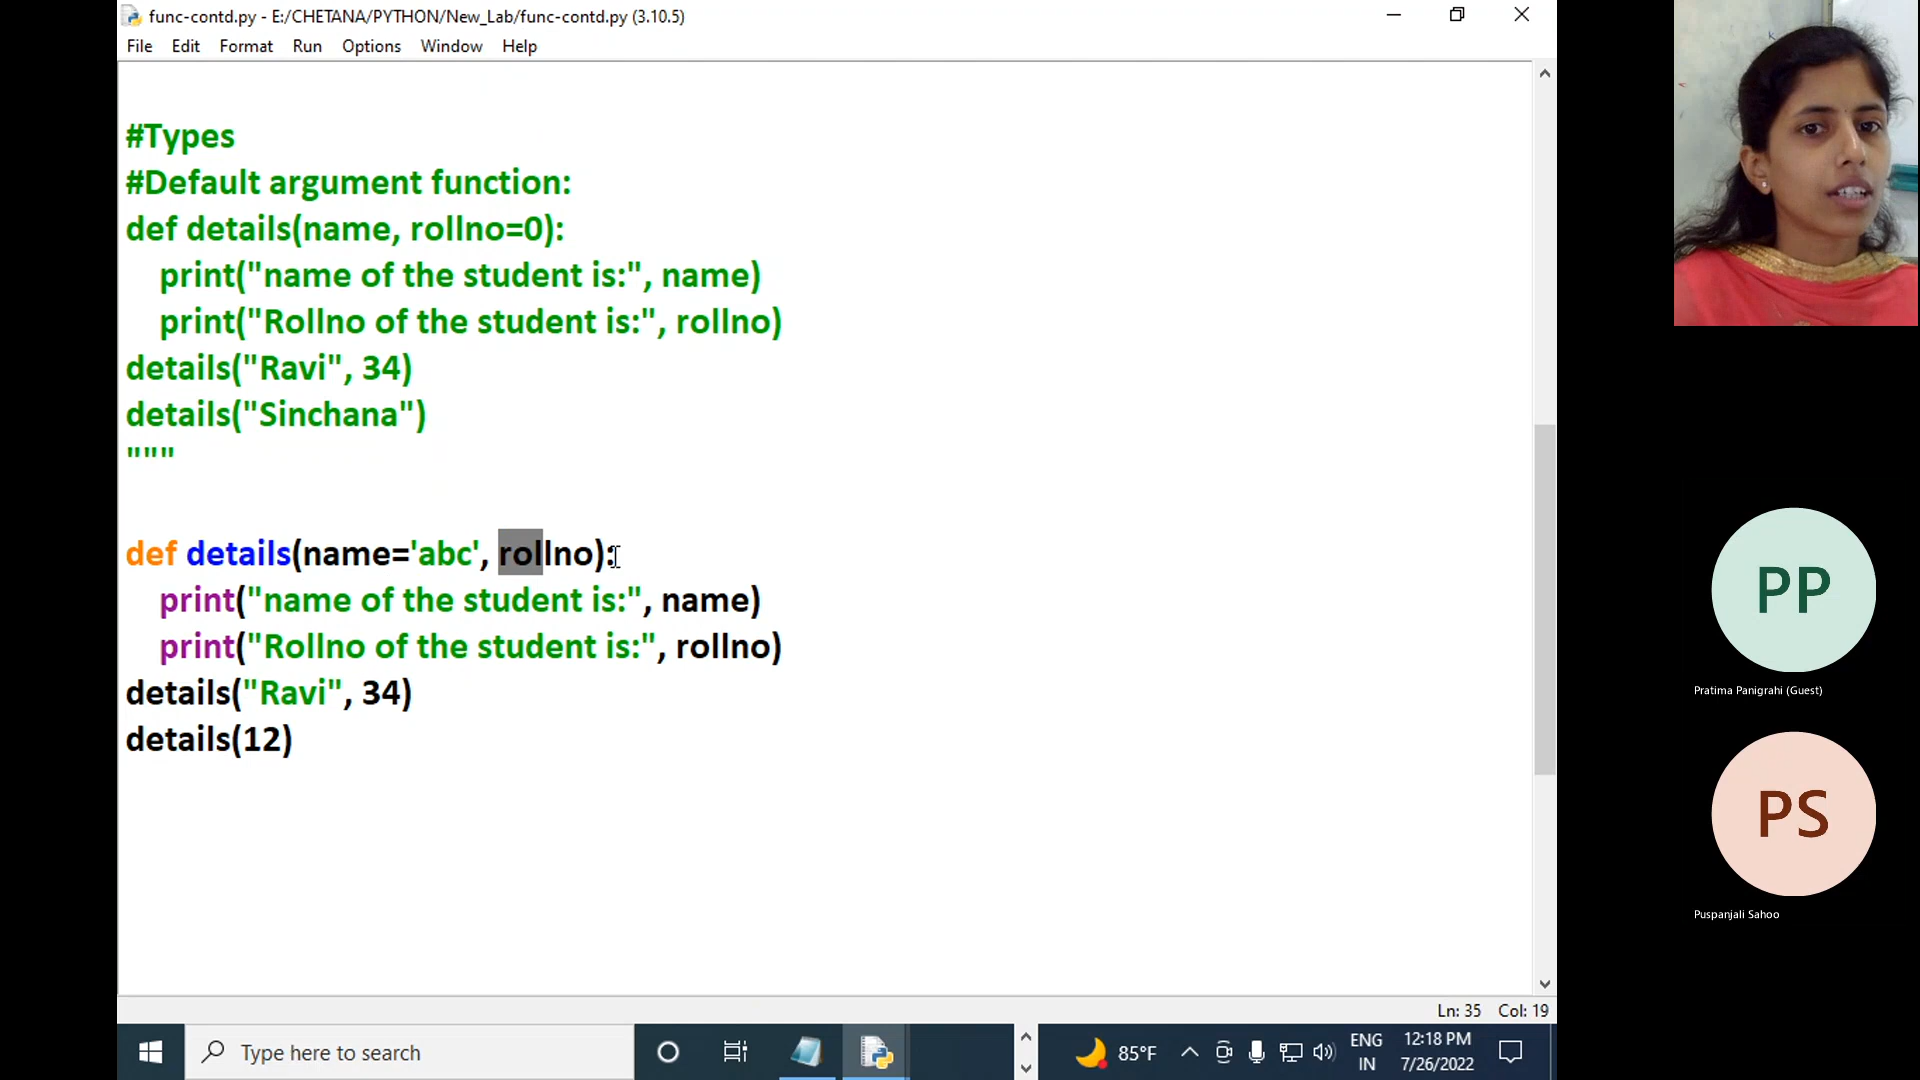 func-contd.py - E:/CHETANA/PYTHON/New_Lab/func-contd.py (3.10.5)
File Edit Format Run Options Window Help
#Types
#Default argument function:
def details(name, rollno=0):
    print("name of the student is:", name)
    print("Rollno of the student is:", rollno)
details("Ravi", 34)
details("Sinchana")
"""
def details(name='abc', rollno):
    print("name of the student is:", name)
    print("Rollno of the student is:", rollno)
details("Ravi", 34)
details(12)
PP
Pratima Panigrahi (Guest)
PS
Puspanjali Sahoo
Ln: 35 Col: 19
Type here to search
85°F
ENG
IN
12:18 PM
7/26/2022